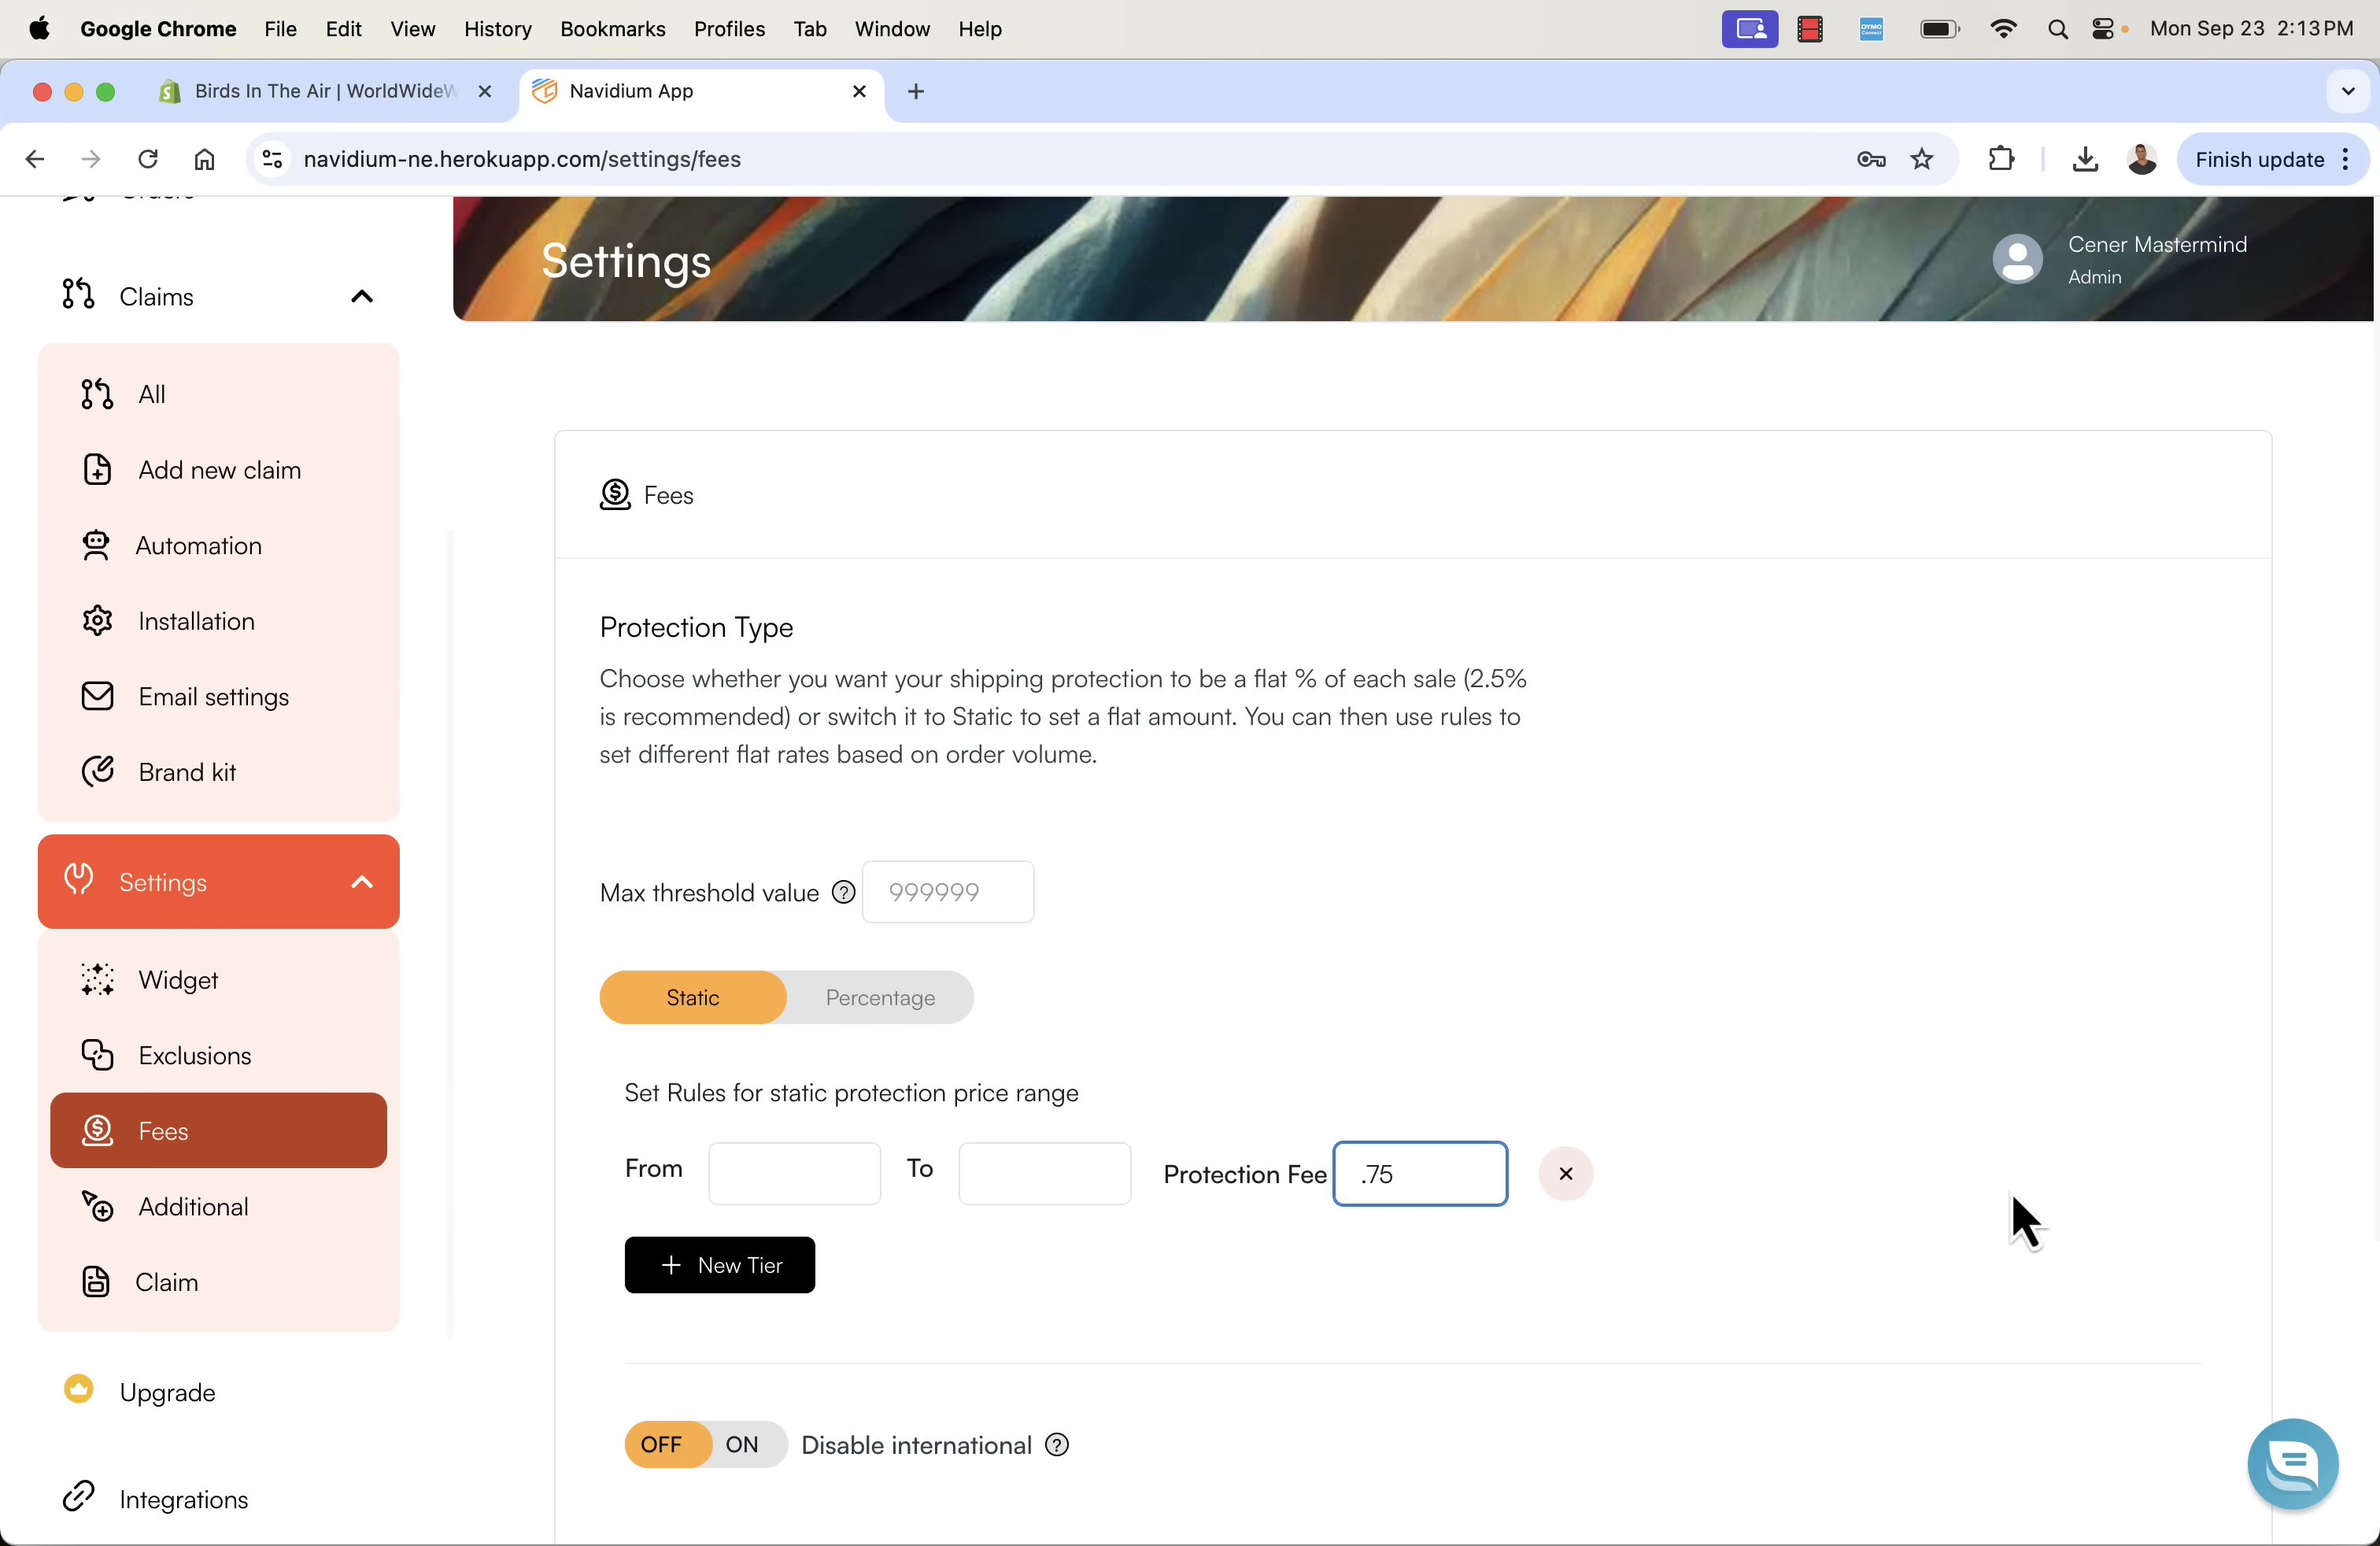 Google Chrome File Edit View History Bookmarks Profiles Tab Window Help
DYMO Connect
Mon Sep 23 2:13 PM
Birds In The Air | WorldWideW
Navidium App
navidium-ne.herokuapp.com/settings/fees
Finish update
Orders
Claims
All
Add new claim
Automation
Installation
Email settings
Brand kit
Settings
Widget
Exclusions
Fees
Additional
Claim
Upgrade
Integrations
Settings
Cener Mastermind
Admin
Fees
Protection Type
Choose whether you want your shipping protection to be a flat % of each sale (2.5%
is recommended) or switch it to Static to set a flat amount. You can then use rules to
set different flat rates based on order volume.
Max threshold value ? 999999
Static Percentage
Set Rules for static protection price range
From To Protection Fee .75
+ New Tier
OFF ON Disable international ?